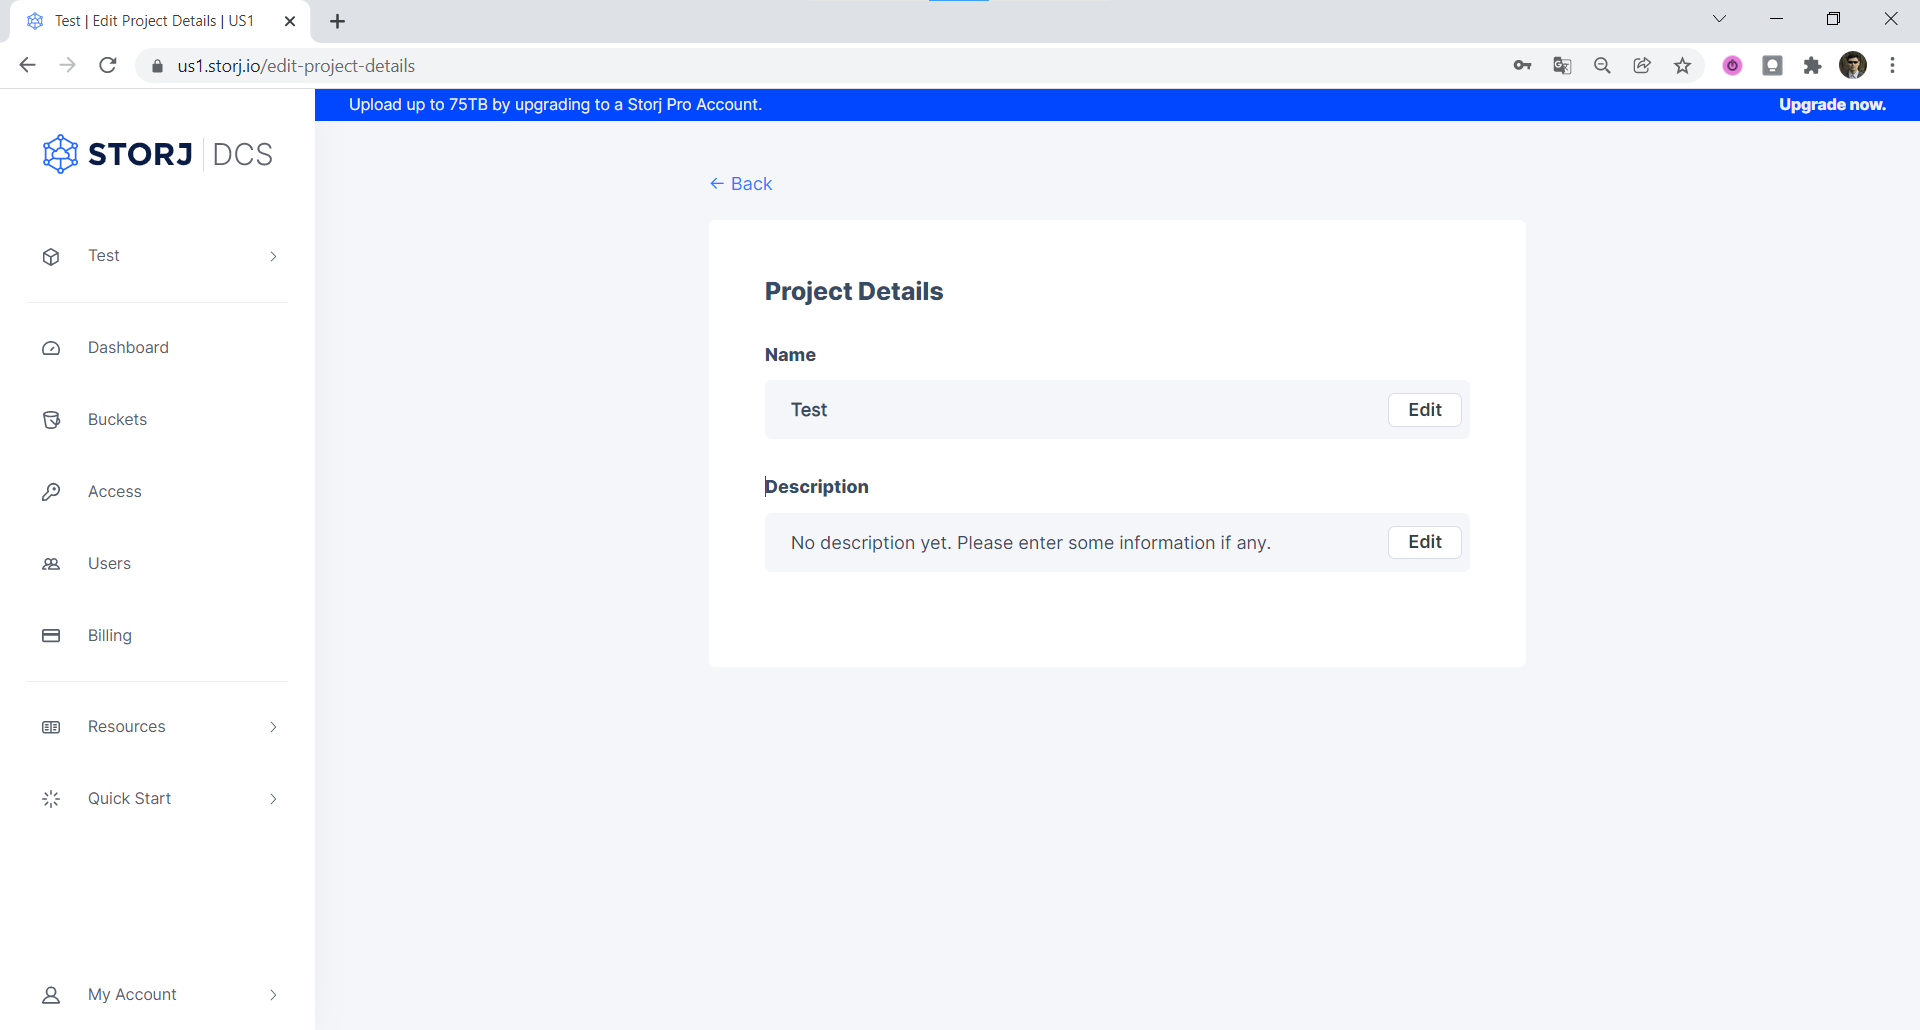 Test | Edit Project Details | US1
us1.storj.io/edit-project-details
Upload up to 75TB by upgrading to a Storj Pro Account.
Upgrade now.
STORJ DCS
Test
Dashboard
Buckets
Access
Users
Billing
Resources
Quick Start
My Account
← Back
Project Details
Name
Test
Edit
Description
No description yet. Please enter some information if any.
Edit